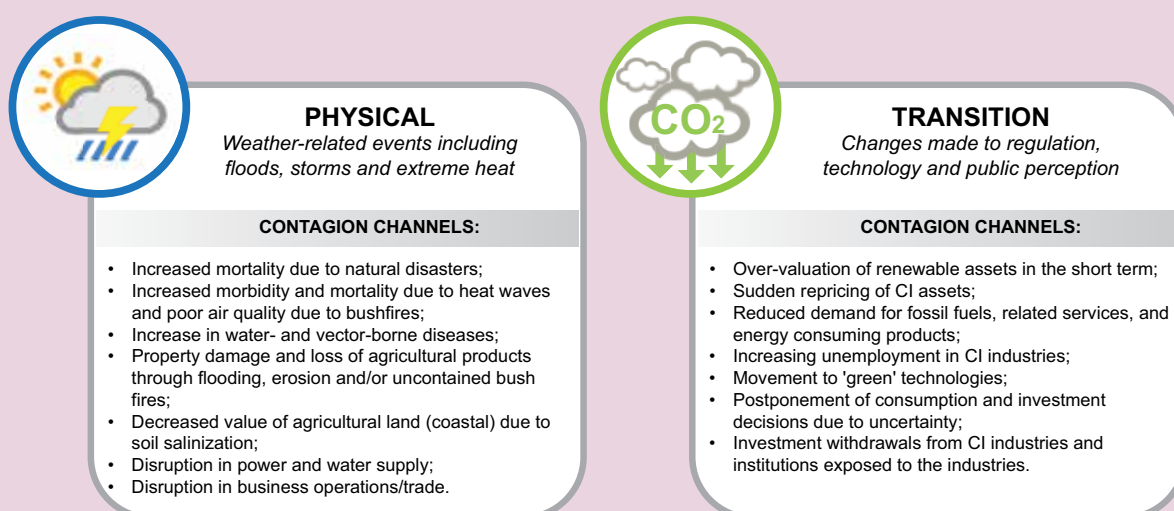 PHYSICAL
Weather-related events including
floods, storms and extreme heat
CONTAGION CHANNELS:
• Increased mortality due to natural disasters;
• Increased morbidity and mortality due to heat waves
and poor air quality due to bushfires;
• Increase in water- and vector-borne diseases;
• Property damage and loss of agricultural products
through flooding, erosion and/or uncontained bush
fires;
• Decreased value of agricultural land (coastal) due to
soil salinization;
• Disruption in power and water supply;
• Disruption in business operations/trade.
CO2
TRANSITION
Changes made to regulation,
technology and public perception
CONTAGION CHANNELS:
• Over-valuation of renewable assets in the short term;
• Sudden repricing of CI assets;
• Reduced demand for fossil fuels, related services, and
energy consuming products;
• Increasing unemployment in CI industries;
• Movement to 'green' technologies;
• Postponement of consumption and investment
decisions due to uncertainty;
• Investment withdrawals from CI industries and
institutions exposed to the industries.